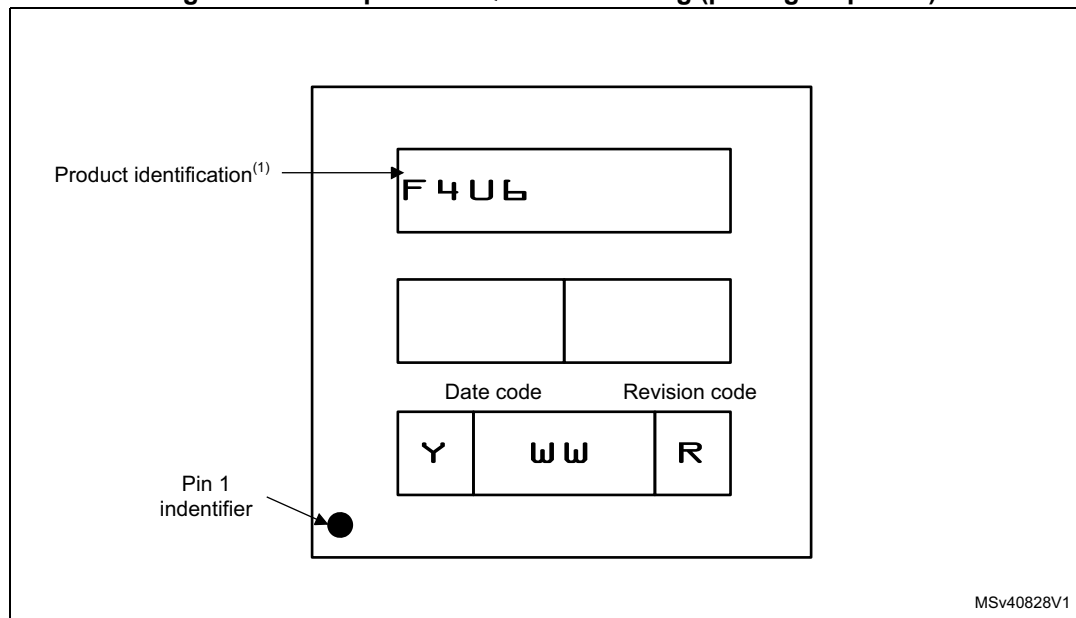 Product identification(1)
F4U6
Date code Revision code
Y WW R
Pin 1
indentifier
MSv40828V1